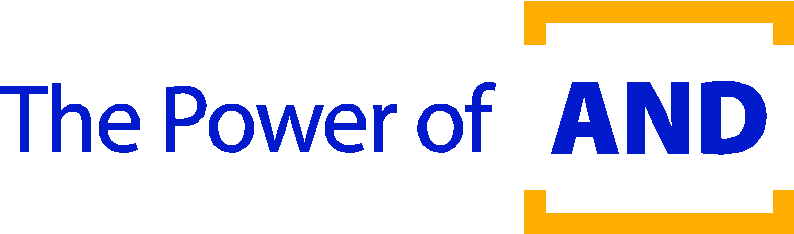 The Power of AND